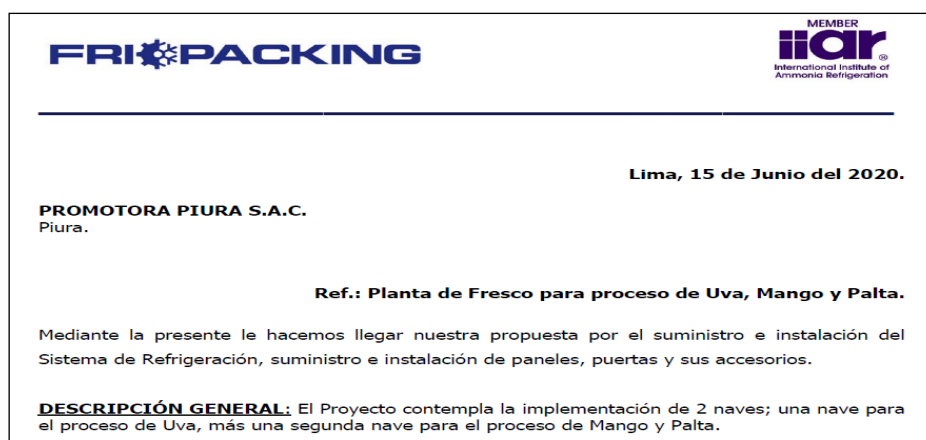 MEMBER
FRIOPACKING
iiar®
International Institute of
Ammonia Refrigeration
Lima, 15 de Junio del 2020.
PROMOTORA PIURA S.A.C.
Piura.
Ref.: Planta de Fresco para proceso de Uva, Mango y Palta.
Mediante la presente le hacemos llegar nuestra propuesta por el suministro e instalación del
Sistema de Refrigeración, suministro e instalación de paneles, puertas y sus accesorios.
DESCRIPCIÓN GENERAL: El Proyecto contempla la implementación de 2 naves; una nave para
el proceso de Uva, más una segunda nave para el proceso de Mango y Palta.